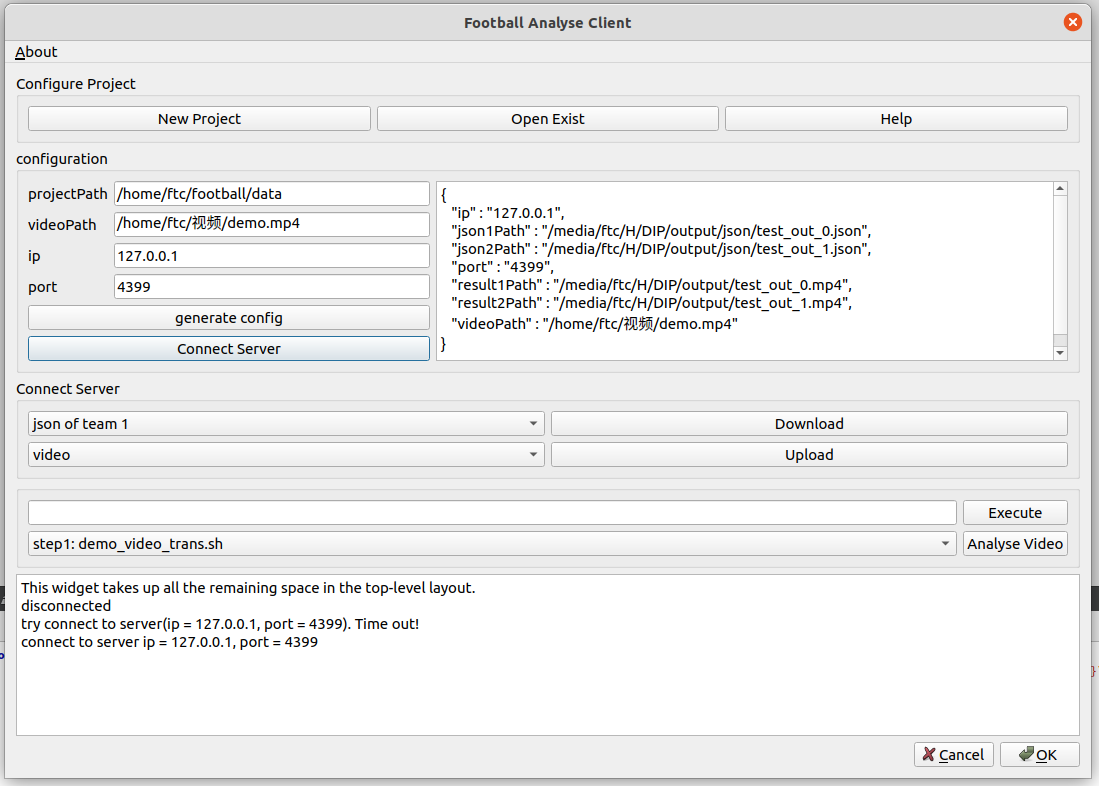 Football Analyse Client
About
Configure Project
New Project Open Exist Help
configuration
projectPath /home/ftc/football/data
videoPath /home/ftc/视频/demo.mp4
ip 127.0.0.1
port 4399
generate config
Connect Server
{
"ip" : "127.0.0.1",
"json1Path" : "/media/ftc/H/DIP/output/json/test_out_0.json",
"json2Path" : "/media/ftc/H/DIP/output/json/test_out_1.json",
"port" : "4399",
"result1Path" : "/media/ftc/H/DIP/output/test_out_0.mp4",
"result2Path" : "/media/ftc/H/DIP/output/test_out_1.mp4",
"videoPath" : "/home/ftc/视频/demo.mp4"
}
Connect Server
json of team 1 Download
video Upload
Execute
step1: demo_video_trans.sh Analyse Video
This widget takes up all the remaining space in the top-level layout.
disconnected
try connect to server(ip = 127.0.0.1, port = 4399). Time out!
connect to server ip = 127.0.0.1, port = 4399
Cancel OK